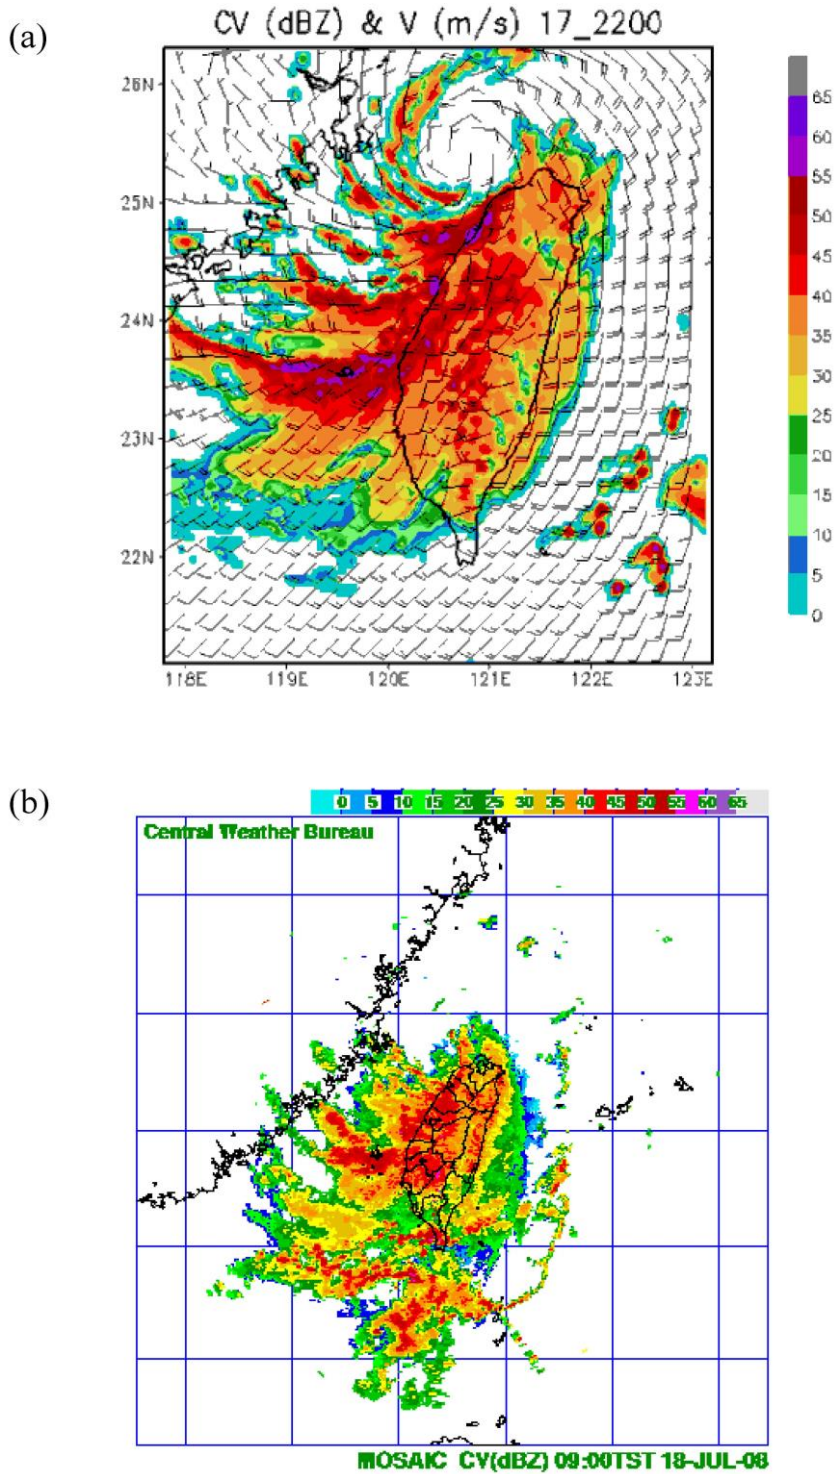 (a)
CV (dBZ) & V (m/s) 17_2200
26N
25N
24N
23N
22N
118E 119E 120E 121E 122E 123E
65
60
55
50
45
40
35
30
25
20
15
10
5
0
(b)
0 5 10 15 20 25 30 35 40 45 50 55 60 65
Central Weather Bureau
MOSAIC CV(dBZ) 09:00TST 18-JUL-08